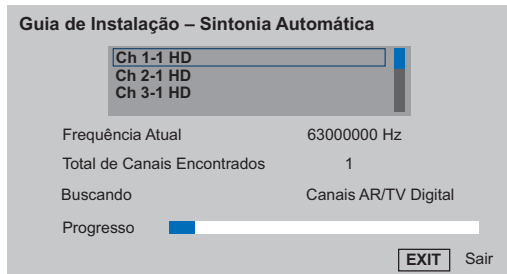 Guia de Instalação – Sintonia Automática
Ch 1-1 HD
Ch 2-1 HD
Ch 3-1 HD
Frequência Atual 63000000 Hz
Total de Canais Encontrados 1
Buscando Canais AR/TV Digital
Progresso
EXIT Sair